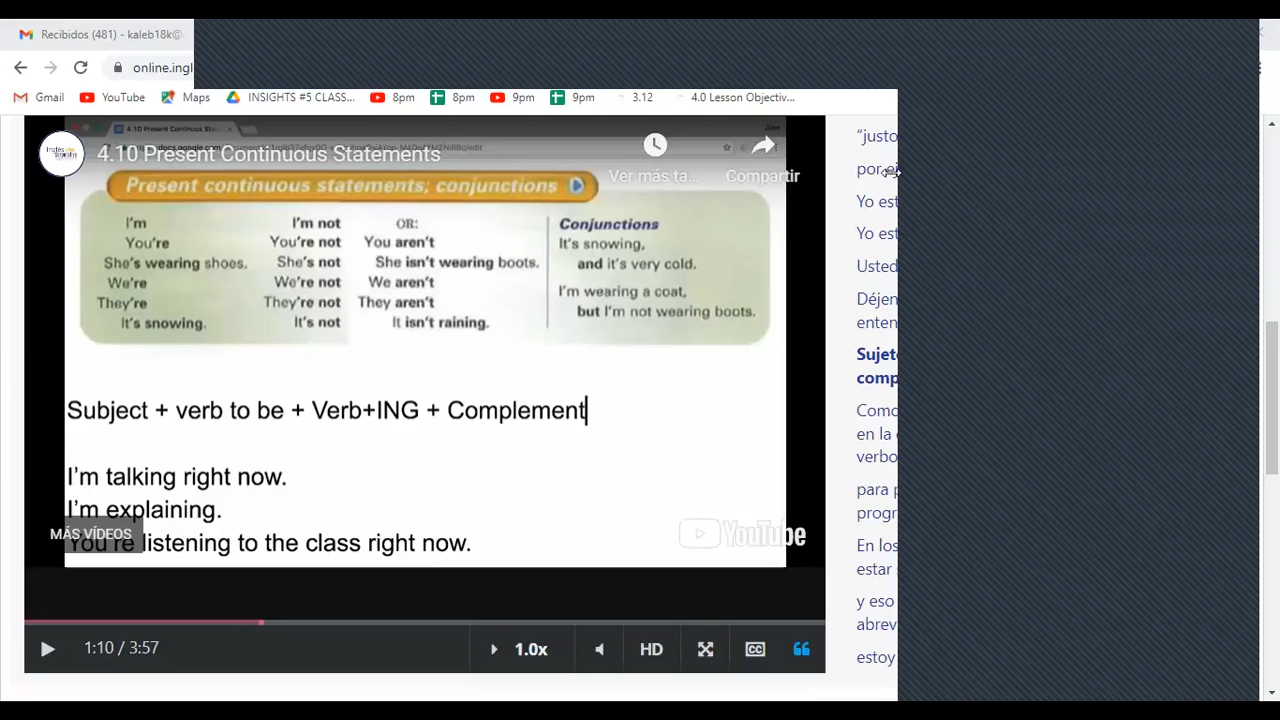 Recibidos (481) - kaleb18k@
online.ingl
Gmail YouTube Maps INSIGHTS #5 CLASS... 8pm 8pm 9pm 9pm 3.12 4.0 Lesson Objectiv...
4.10 Present Continuous Statements
Ver más ta... Compartir
Present continuous statements; conjunctions
I'm I'm not OR: Conjunctions
You're You're not You aren't It's snowing,
She's wearing shoes. She's not She isn't wearing boots. and it's very cold.
We're We're not We aren't I'm wearing a coat,
They're They're not They aren't but I'm not wearing boots.
It's snowing. It's not It isn't raining.
Subject + verb to be + Verb+ING + Complement
I'm talking right now.
I'm explaining.
MÁS VÍDEOS
You're listening to the class right now.
YouTube
1:10 / 3:57 1.0x HD CC
“justo
por
Yo est
Yo est
Usted
Déjen
enten
Sujeto
comp
Como
en la
verbo
para p
progr
En los
estar
y eso
abrev
estoy